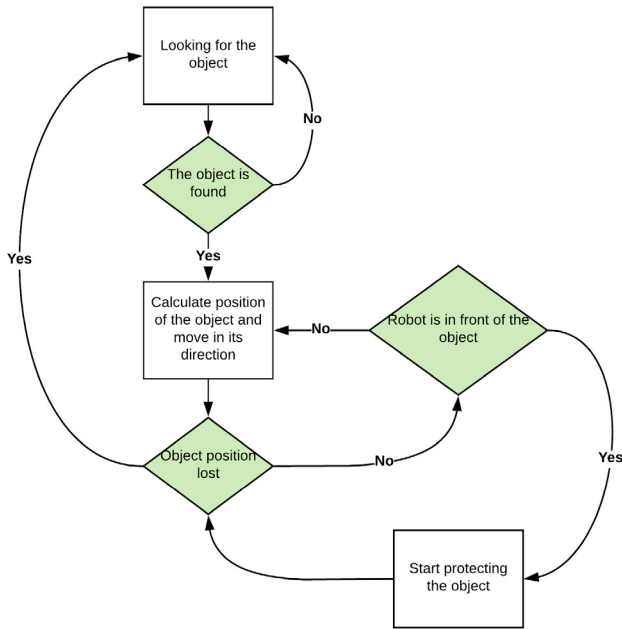 Looking for the
object
No
The object is
found
Yes
Yes
Calculate position
of the object and
move in its
direction
No
Robot is in front of the
object
Object position
lost
No
Yes
Start protecting
the object